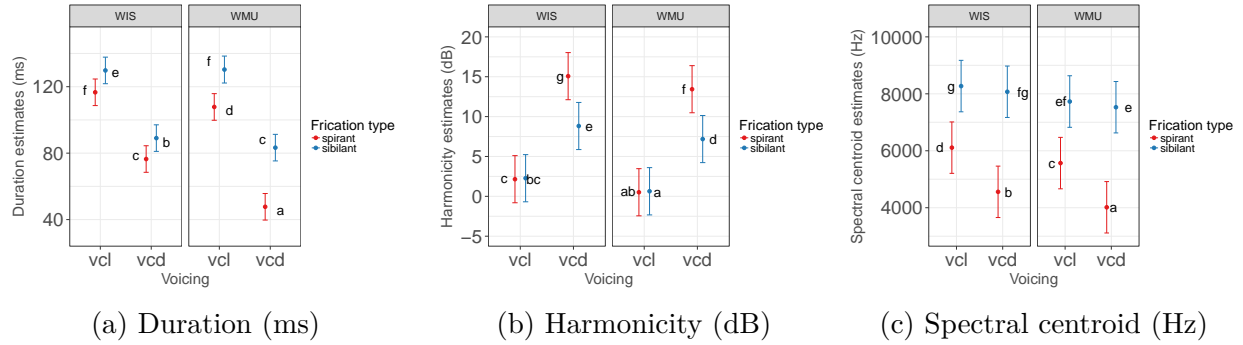 WIS WMU
Duration estimates (ms)
120
80
40
f e c b
f d c a
vcl vcd vcl vcd
Voicing
Frication type
spirant
sibilant
(a) Duration (ms)
WIS WMU
Harmonicity estimates (dB)
20
15
10
5
0
−5
c bc g e
ab a f d
vcl vcd vcl vcd
Voicing
Frication type
spirant
sibilant
(b) Harmonicity (dB)
WIS WMU
Spectral centroid estimates (Hz)
10000
8000
6000
4000
g d fg b
ef c e a
vcl vcd vcl vcd
Voicing
Frication type
spirant
sibilant
(c) Spectral centroid (Hz)